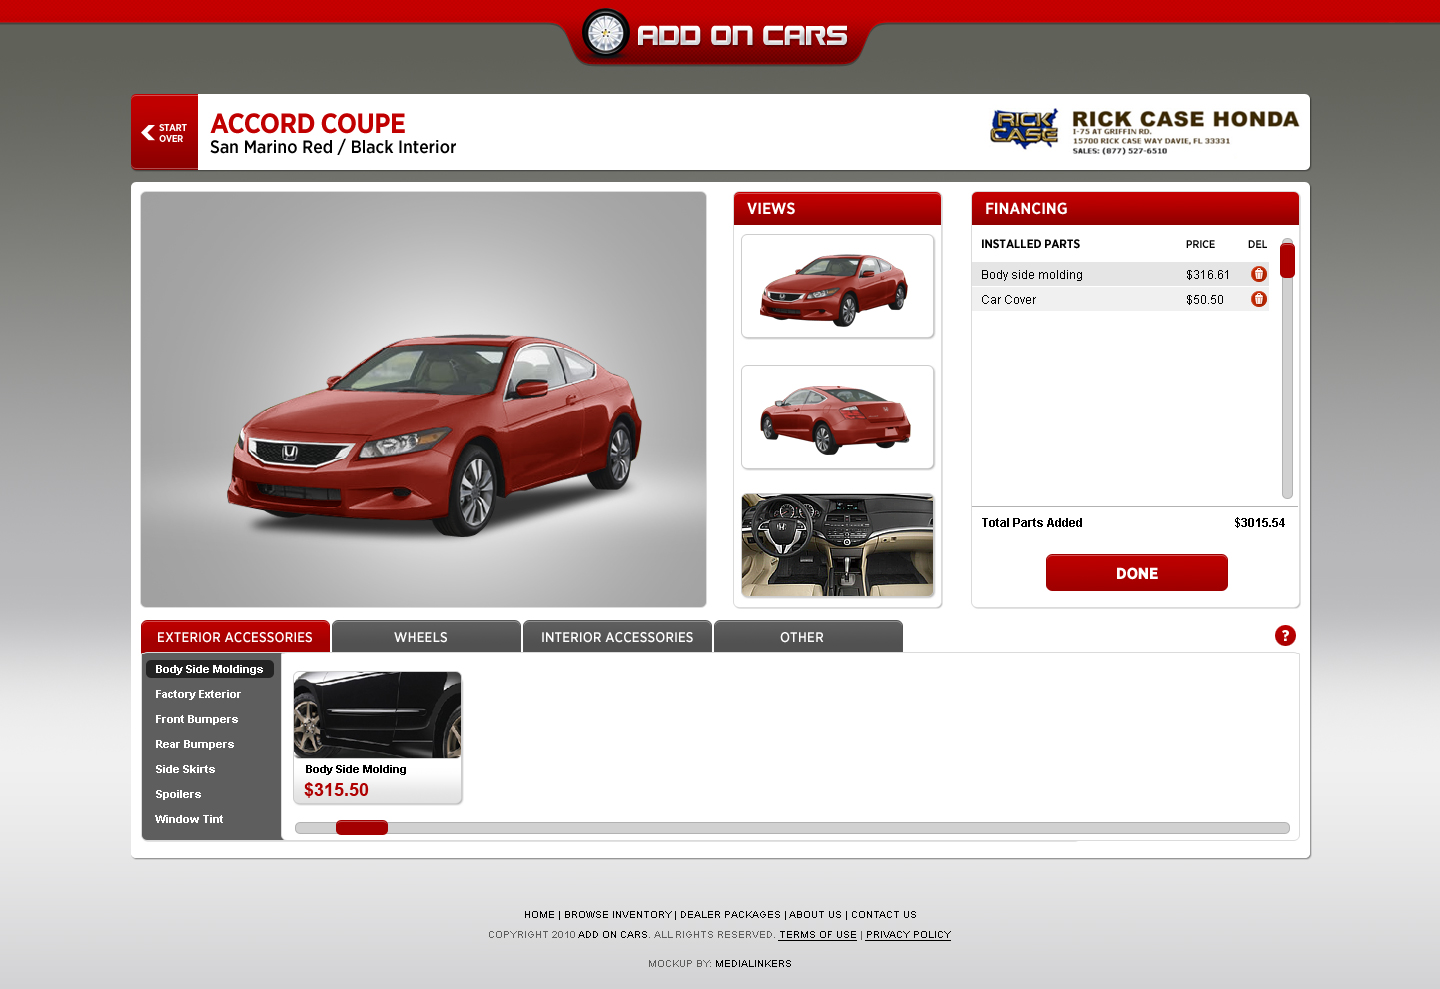 ADD ON CARS
START
OVER
ACCORD COUPE
San Marino Red / Black Interior
RICK
CASE
RICK CASE HONDA
I-75 AT GRIFFIN RD.
15700 RICK CASE WAY DAVIE, FL 33331
SALES: (877) 527-6510
VIEWS
FINANCING
INSTALLED PARTS PRICE DEL
Body side molding $316.61
Car Cover $50.50
Total Parts Added $3015.54
DONE
EXTERIOR ACCESSORIES WHEELS INTERIOR ACCESSORIES OTHER ?
Body Side Moldings
Factory Exterior
Front Bumpers
Rear Bumpers
Side Skirts
Spoilers
Window Tint
Body Side Molding
$315.50
HOME | BROWSE INVENTORY | DEALER PACKAGES | ABOUT US | CONTACT US
COPYRIGHT 2010 ADD ON CARS. ALL RIGHTS RESERVED. TERMS OF USE | PRIVACY POLICY
MOCKUP BY: MEDIALINKERS